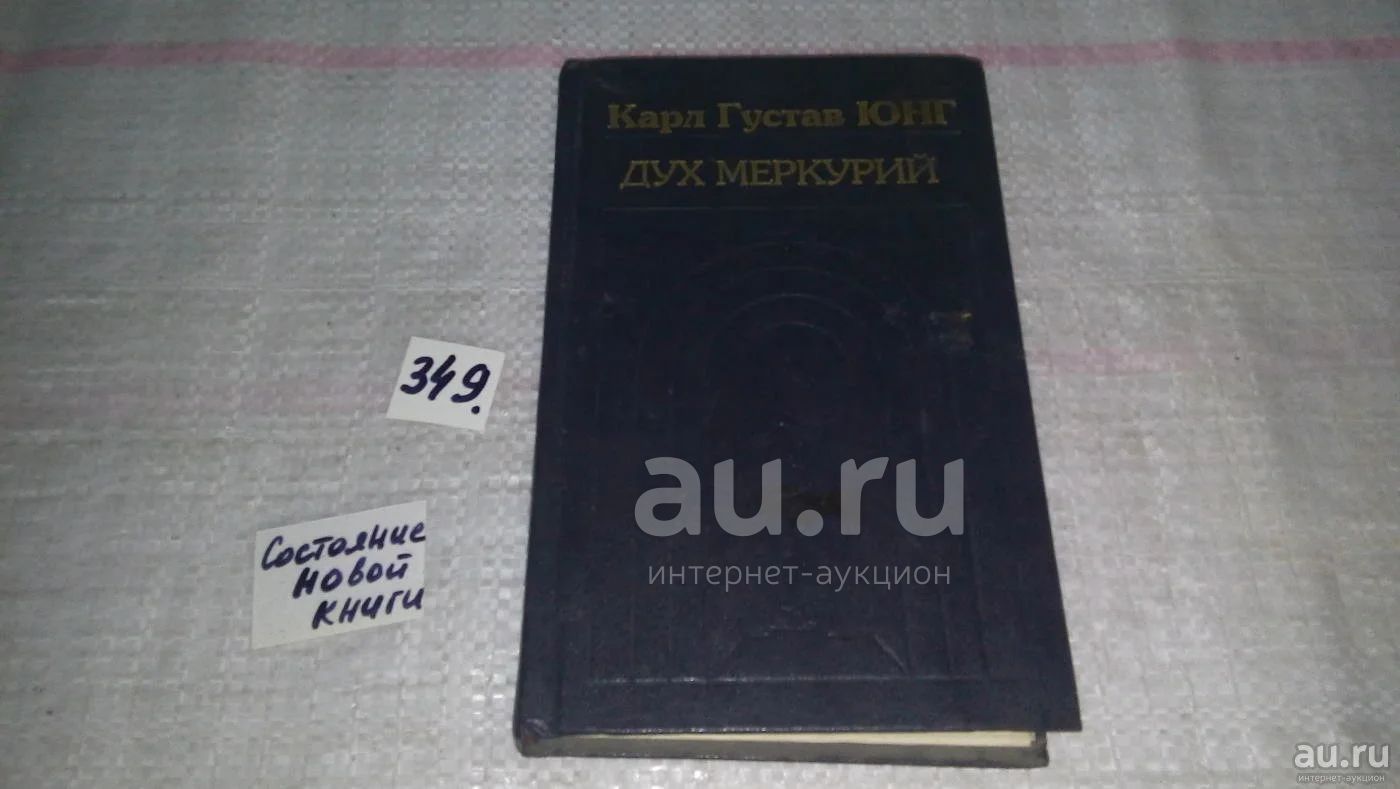 Карл Густав ЮНГ
ДУХ МЕРКУРИЙ
349.
Состояние
новой
книги
au.ru
интернет-аукцион
au.ru
интернет-аукцион